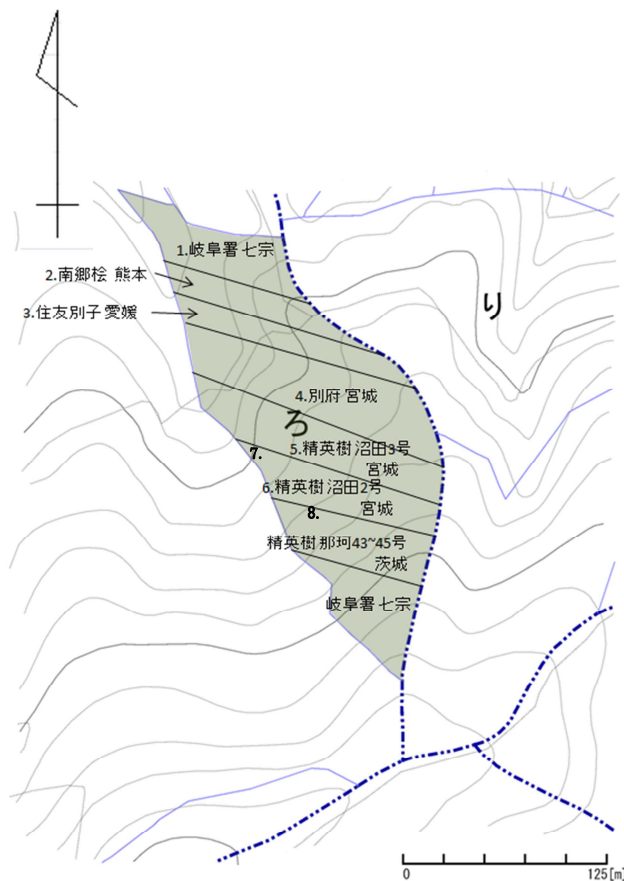 1.岐阜署 七宗
2.南郷桧 熊本
3.住友別子 愛媛
り
4.別府 宮城
ろ
7.
5.精英樹 沼田3号
宮城
6.精英樹 沼田2号
宮城
8.
精英樹 那珂43~45号
茨城
岐阜署 七宗
0 125[m]